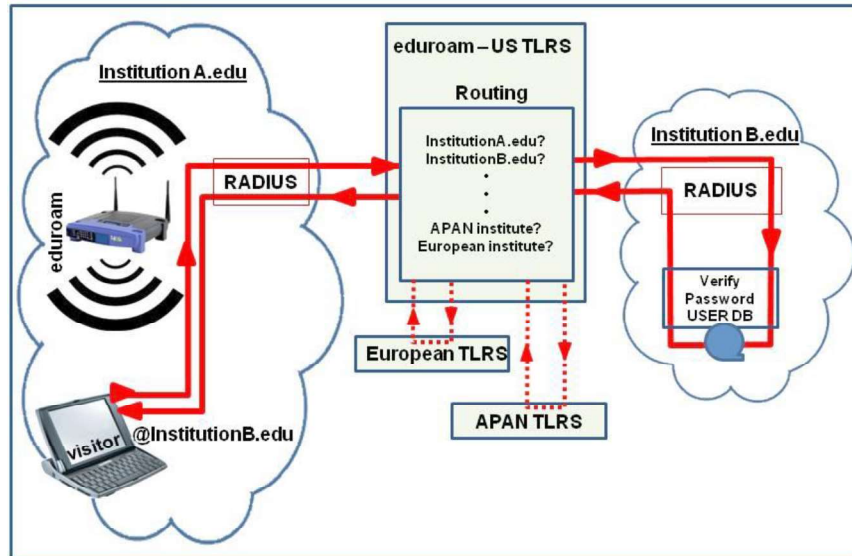 Institution A.edu
eduroam
visitor
@InstitutionB.edu
RADIUS
eduroam – US TLRS
Routing
InstitutionA.edu?
InstitutionB.edu?
APAN institute?
European institute?
European TLRS
APAN TLRS
Institution B.edu
RADIUS
Verify
Password
USER DB